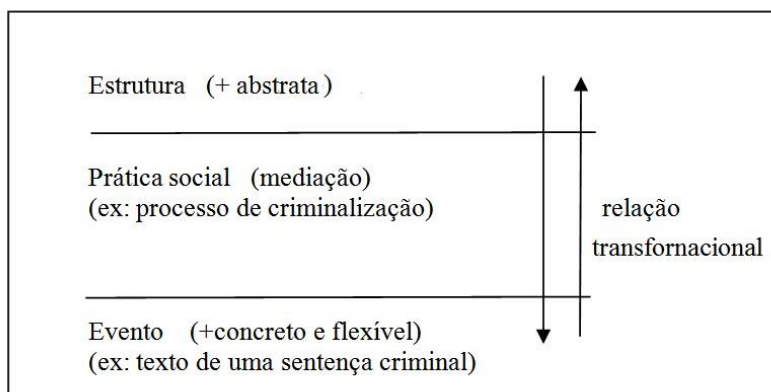 Estrutura (+ abstrata)
Prática social (mediação)
(ex: processo de criminalização)
relação
transfornacional
Evento (+concreto e flexível)
(ex: texto de uma sentença criminal)